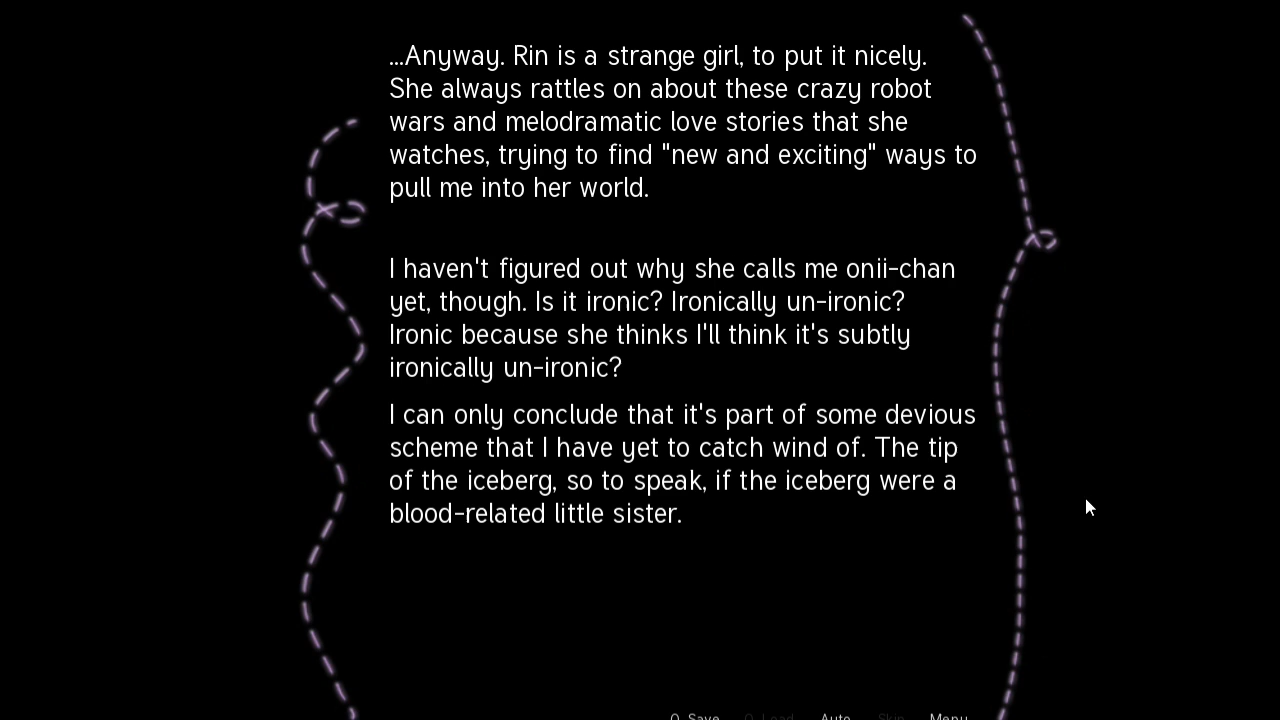 ...Anyway. Rin is a strange girl, to put it nicely.
She always rattles on about these crazy robot
wars and melodramatic love stories that she
watches, trying to find "new and exciting" ways to
pull me into her world.
I haven't figured out why she calls me onii-chan
yet, though. Is it ironic? Ironically un-ironic?
Ironic because she thinks I'll think it's subtly
ironically un-ironic?
I can only conclude that it's part of some devious
scheme that I have yet to catch wind of. The tip
of the iceberg, so to speak, if the iceberg were a
blood-related little sister.
Q. Save Q. Load Auto Skip Menu